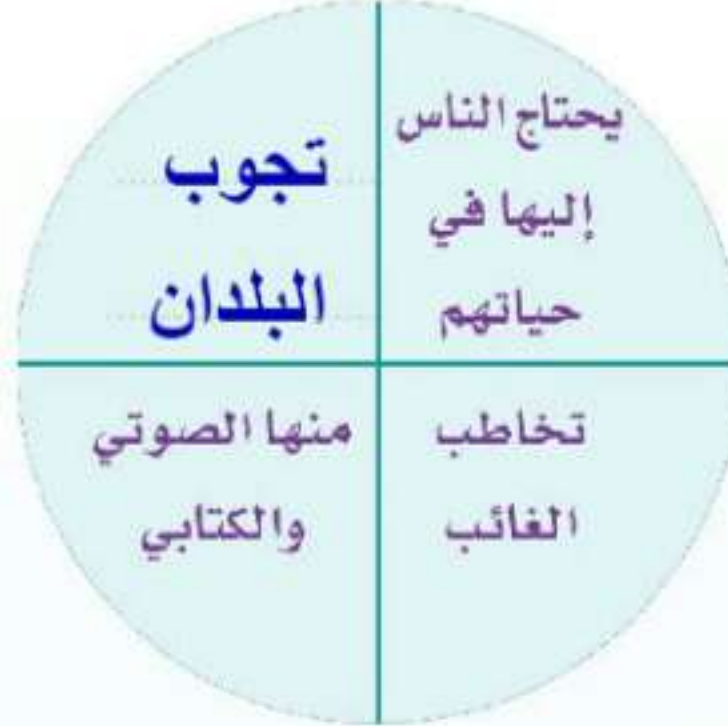 يحتاج الناس
إليها في
حياتهم
تجوب
البلدان
تخاطب
الغائب
منها الصوتي
والكتابي